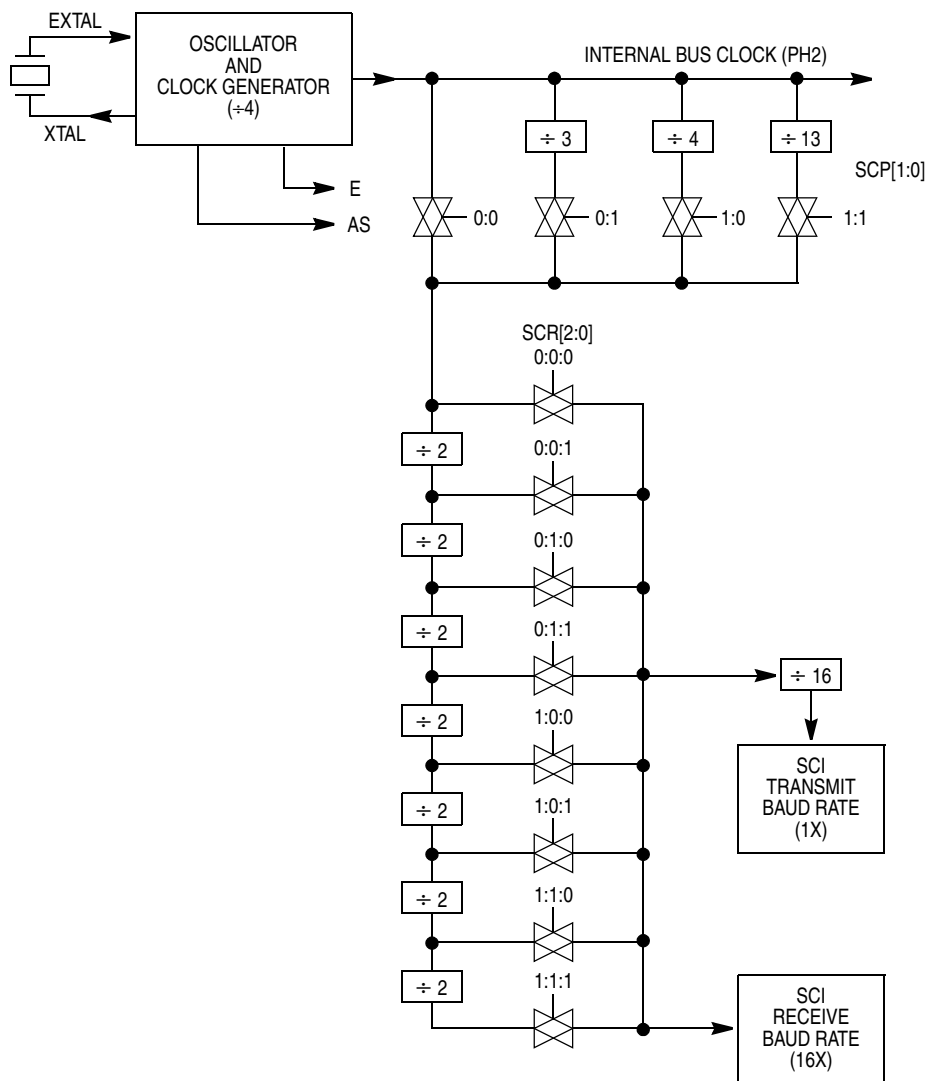 EXTAL
OSCILLATOR
AND
CLOCK GENERATOR
(÷4)
XTAL
INTERNAL BUS CLOCK (PH2)
÷ 3
÷ 4
÷ 13
SCP[1:0]
E
AS
0:0
0:1
1:0
1:1
SCR[2:0]
0:0:0
÷ 2
0:0:1
÷ 2
0:1:0
÷ 2
0:1:1
÷ 16
÷ 2
1:0:0
SCI
TRANSMIT
BAUD RATE
(1X)
÷ 2
1:0:1
÷ 2
1:1:0
÷ 2
1:1:1
SCI
RECEIVE
BAUD RATE
(16X)